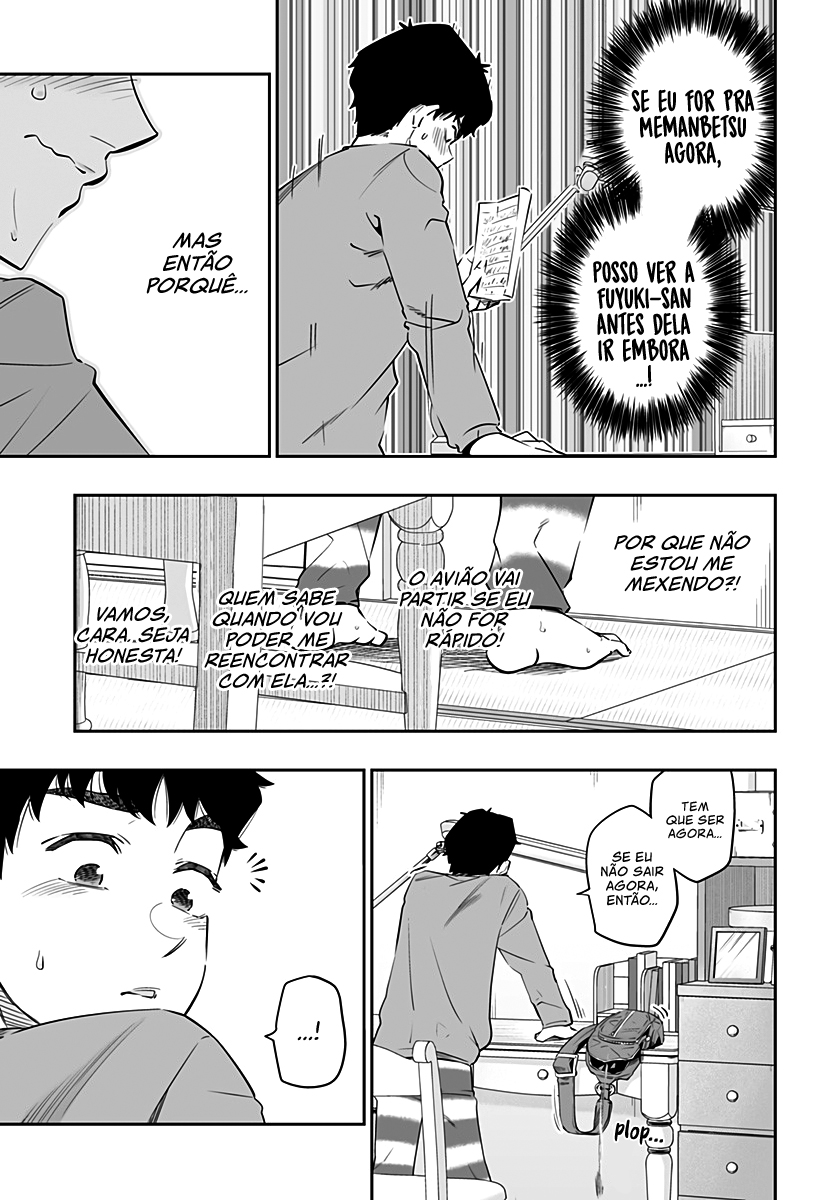 SE EU FOR PRA
MEMANBETSU
AGORA,
POSSO VER A
FUYUKI-SAN
ANTES DELA
IR EMBORA
...!
MAS
ENTÃO
PORQUÊ...
POR QUE NÃO
ESTOU ME
MEXENDO?!
O AVIÃO VAI
PARTIR SE EU
NÃO FOR
RÁPIDO!
QUEM SABE
QUANDO VOU
PODER ME
REENCONTRAR
COM ELA...?!
VAMOS,
CARA. SEJA
HONESTA!
TEM
QUE SER
AGORA...
SE EU
NÃO SAIR
AGORA,
ENTÃO...
plop...
...!